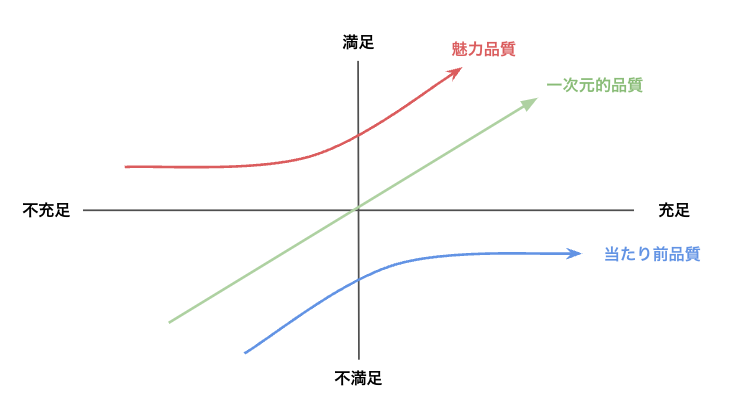 満足
魅力品質
一次元的品質
不充足
充足
当たり前品質
不満足